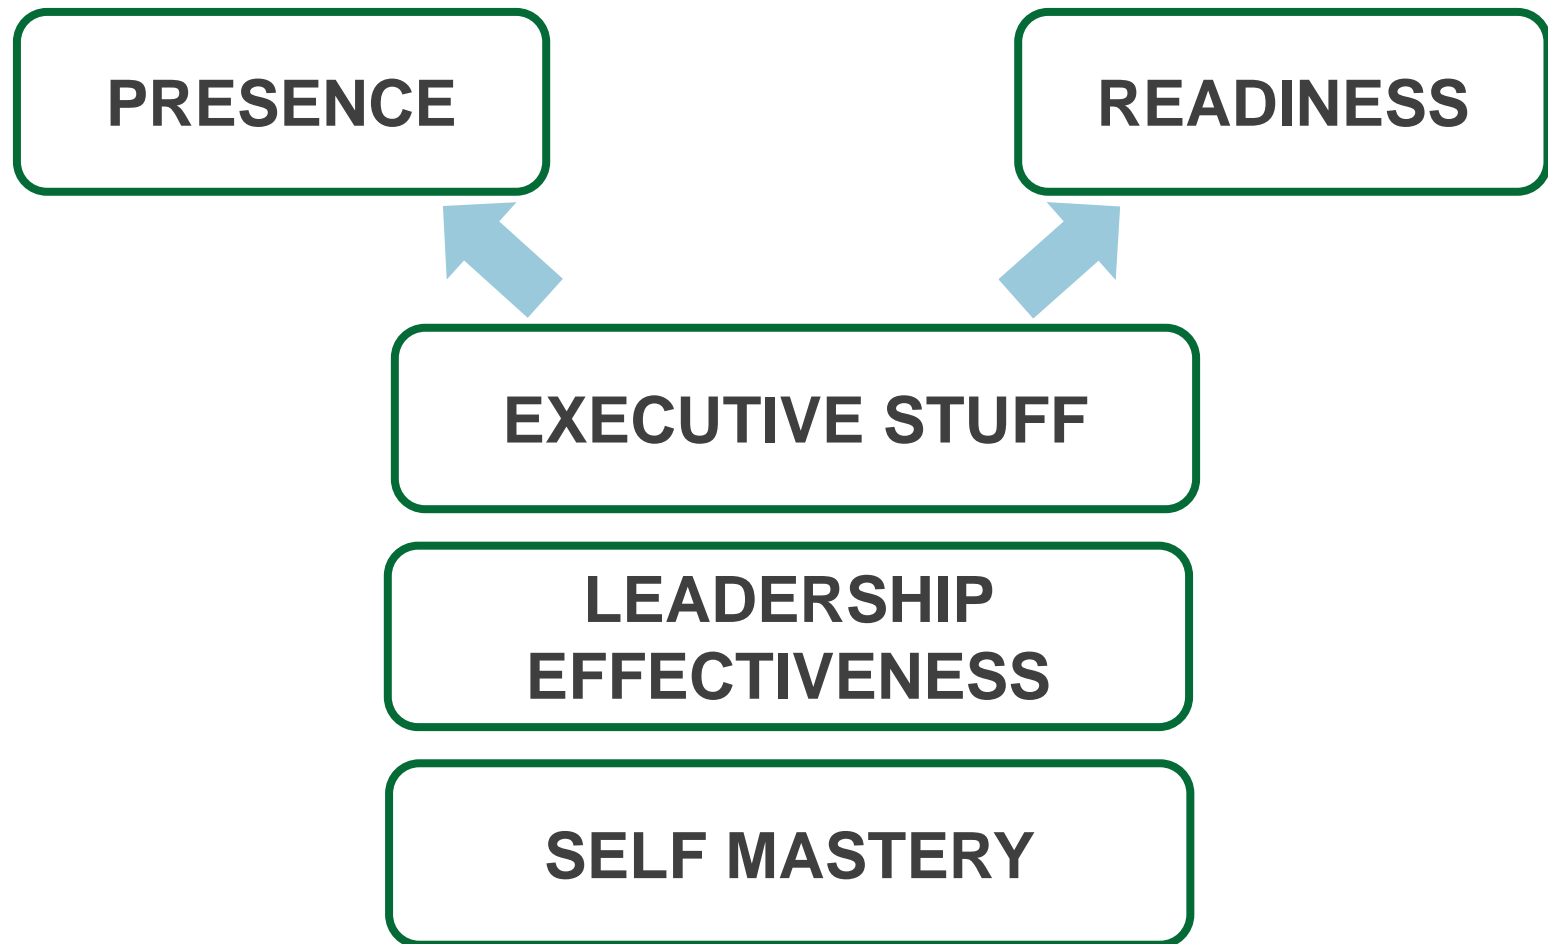 PRESENCE
READINESS
EXECUTIVE STUFF
LEADERSHIP
EFFECTIVENESS
SELF MASTERY